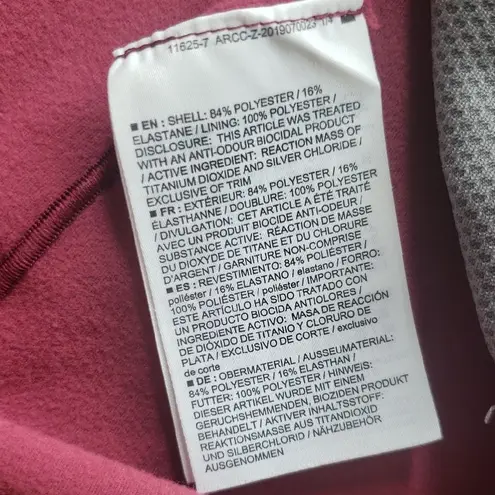 11625-7 ARCC-Z-2019070023 1/4
■ EN : SHELL: 84% POLYESTER / 16%
ELASTANE / LINING: 100% POLYESTER /
DISCLOSURE: THIS ARTICLE WAS TREATED
WITH AN ANTI-ODOUR BIOCIDAL PRODUCT
/ ACTIVE INGREDIENT: REACTION MASS OF
TITANIUM DIOXIDE AND SILVER CHLORIDE /
EXCLUSIVE OF TRIM
■ FR : EXTÉRIEUR: 84% POLYESTER / 16%
ÉLASTHANNE / DOUBLURE: 100% POLYESTER
/ DIVULGATION: CET ARTICLE A ÉTÉ TRAITÉ
AVEC UN PRODUIT BIOCIDE ANTI-ODEUR /
SUBSTANCE ACTIVE: RÉACTION DE MASSE
DU DIOXYDE DE TITANE ET DU CHLORURE
D'ARGENT / GARNITURE NON-COMPRISE
■ ES : REVESTIMIENTO: 84% POLIÉSTER /
poliéster / 16% ELASTANO / elastano / FORRO:
100% POLIÉSTER / poliéster / IMPORTANTE:
ESTE ARTÍCULO HA SIDO TRATADO CON
UN PRODUCTO BIOCIDA ANTIOLORES /
INGREDIENTE ACTIVO: MASA DE REACCIÓN
DE DIÓXIDO DE TITANIO Y CLORURO DE
PLATA / EXCLUSIVO DE CORTE / exclusivo
de corte
■ DE : OBERMATERIAL / AUSSEIMATERIAL:
84% POLYESTER / 16% ELASTHAN /
FUTTER: 100% POLYESTER / HINWEIS:
DIESER ARTIKEL WURDE MIT EINEM
GERUCHSHEMMENDEN, BIOZIDEN PRODUKT
BEHANDELT / AKTIVER INHALTSSTOFF:
REAKTIONSMASSE AUS TITANDIOXID
UND SILBERCHLORID / NÄHZUBEHÖR
AUSGENOMMEN